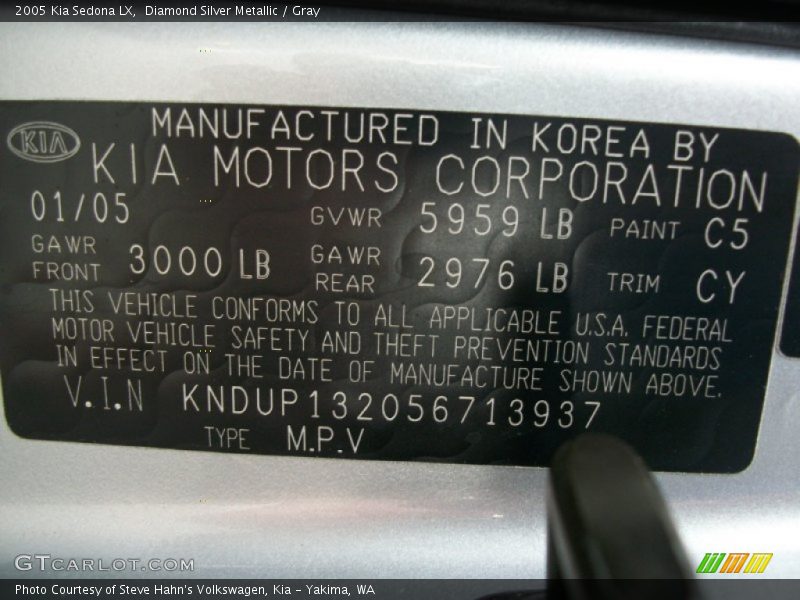 2005 Kia Sedona LX, Diamond Silver Metallic / Gray
MANUFACTURED IN KOREA BY
KIA KIA MOTORS CORPORATION
01/05 GVWR 5959 LB PAINT C5
GAWR FRONT 3000 LB GAWR REAR 2976 LB TRIM CY
THIS VEHICLE CONFORMS TO ALL APPLICABLE U.S.A. FEDERAL
MOTOR VEHICLE SAFETY AND THEFT PREVENTION STANDARDS
IN EFFECT ON THE DATE OF MANUFACTURE SHOWN ABOVE.
V.I.N KNDUP132056713937
TYPE M.P.V
GTCARLOT.COM
Photo Courtesy of Steve Hahn's Volkswagen, Kia - Yakima, WA